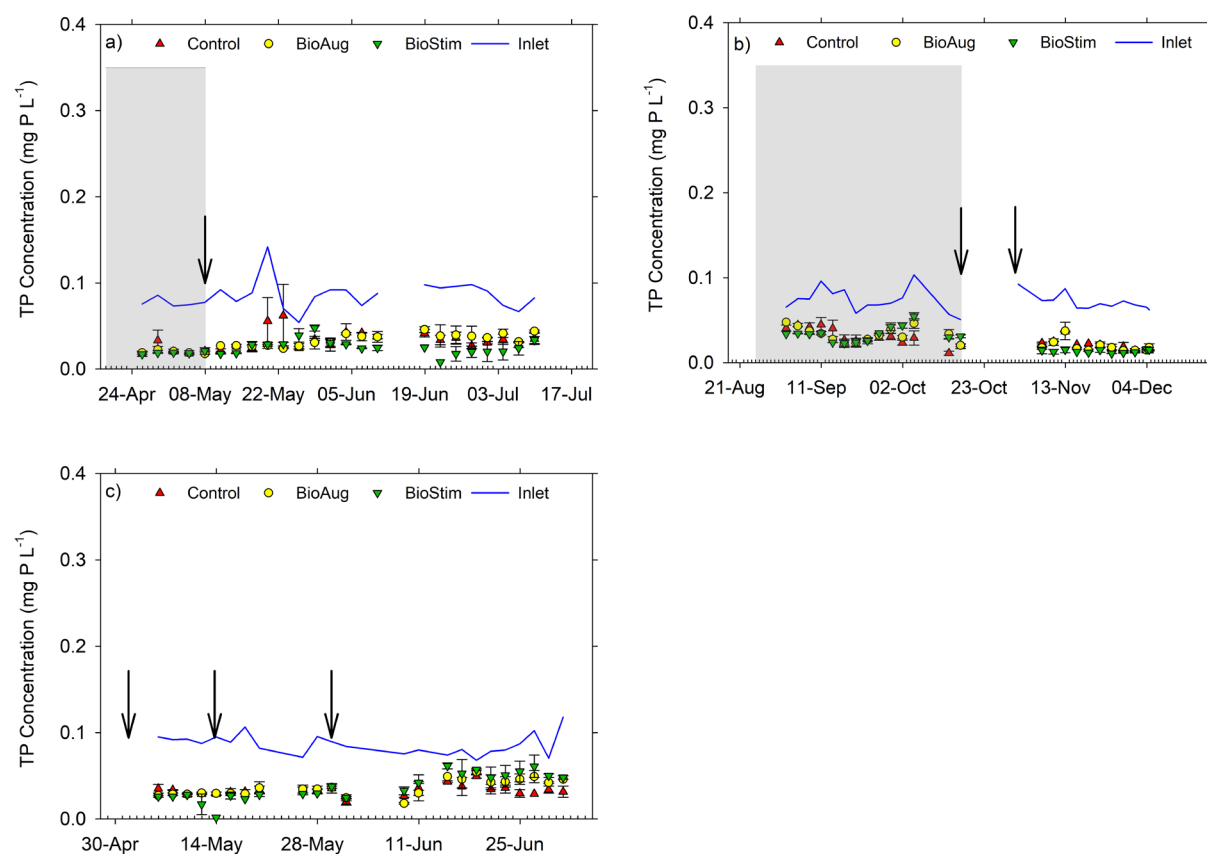 a) Control BioAug BioStim Inlet
TP Concentration (mg P L⁻¹)
0.4
0.3
0.2
0.1
0.0
24-Apr 08-May 22-May 05-Jun 19-Jun 03-Jul 17-Jul
b) Control BioAug BioStim Inlet
TP Concentration (mg P L⁻¹)
0.4
0.3
0.2
0.1
0.0
21-Aug 11-Sep 02-Oct 23-Oct 13-Nov 04-Dec
c) Control BioAug BioStim Inlet
TP Concentration (mg P L⁻¹)
0.4
0.3
0.2
0.1
0.0
30-Apr 14-May 28-May 11-Jun 25-Jun